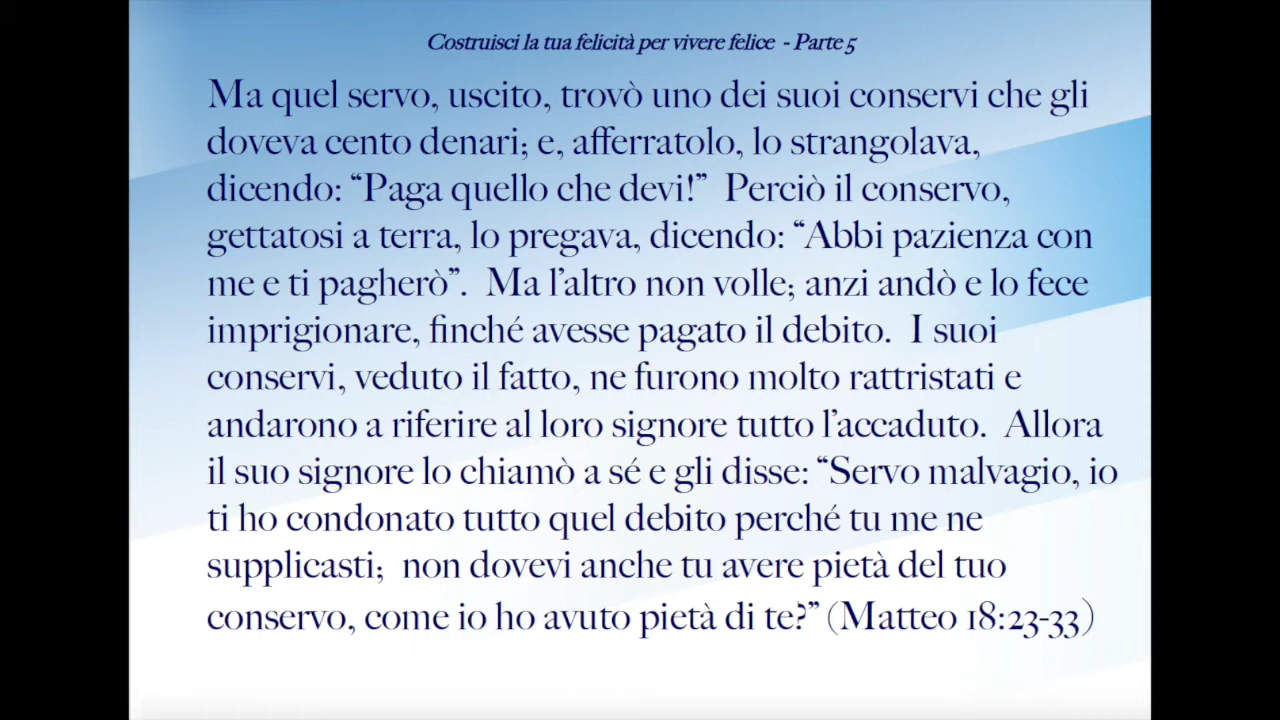 Costruisci la tua felicità per vivere felice - Parte 5
Ma quel servo, uscito, trovò uno dei suoi conservi che gli
doveva cento denari; e, afferratolo, lo strangolava,
dicendo: “Paga quello che devi!” Perciò il conservo,
gettatosi a terra, lo pregava, dicendo: “Abbi pazienza con
me e ti pagherò”. Ma l’altro non volle; anzi andò e lo fece
imprigionare, finché avesse pagato il debito. I suoi
conservi, veduto il fatto, ne furono molto rattristati e
andarono a riferire al loro signore tutto l’accaduto. Allora
il suo signore lo chiamò a sé e gli disse: “Servo malvagio, io
ti ho condonato tutto quel debito perché tu me ne
supplicasti; non dovevi anche tu avere pietà del tuo
conservo, come io ho avuto pietà di te?” (Matteo 18:23-33)